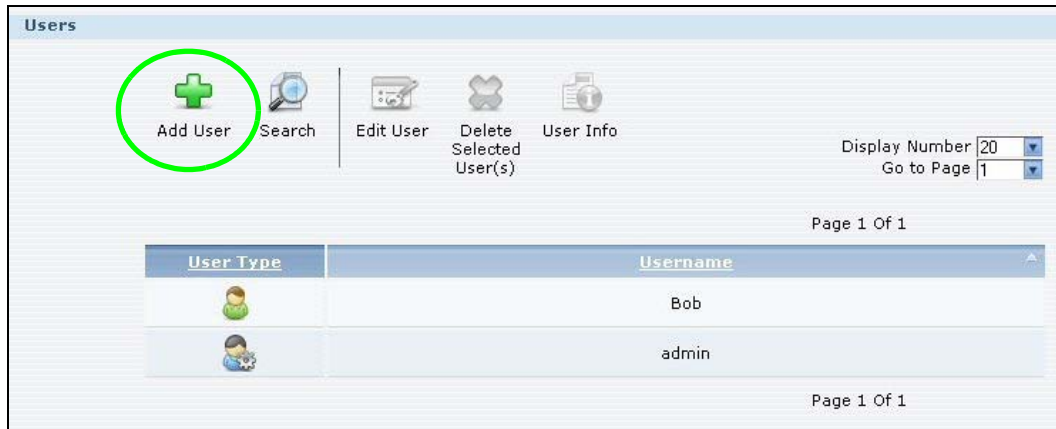 Users
Add User
Search
Edit User
Delete
Selected
User(s)
User Info
Display Number 20
Go to Page 1
Page 1 Of 1
User Type Username
Bob
admin
Page 1 Of 1